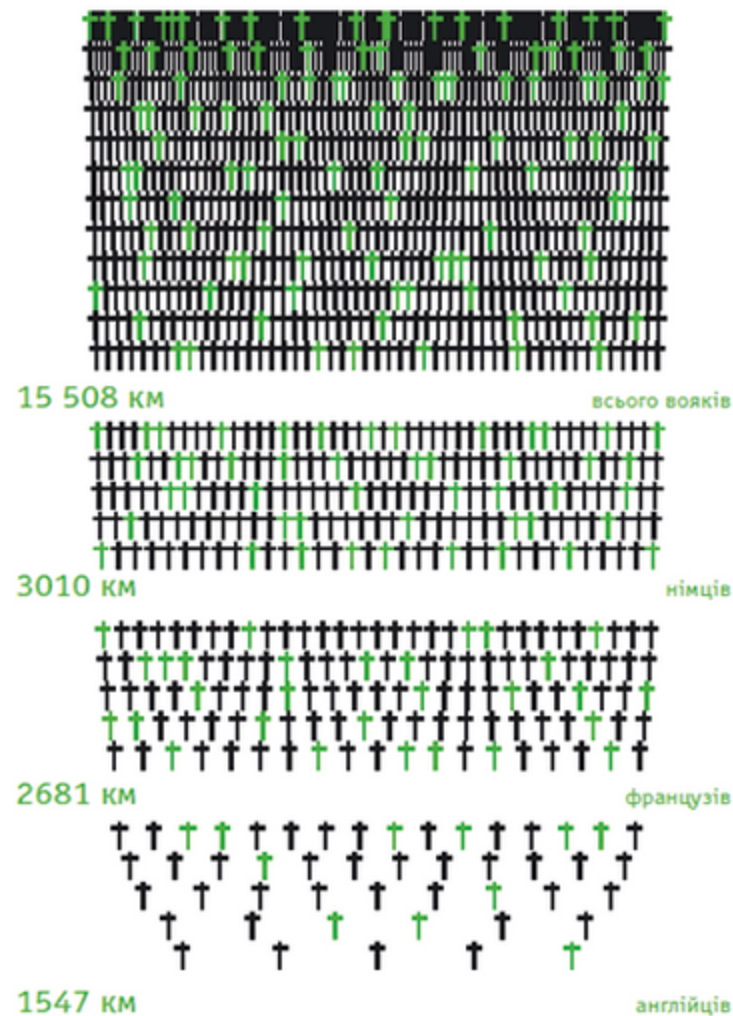 15 508 км
всього вояків
3010 км
німців
2681 км
французів
1547 км
англійців